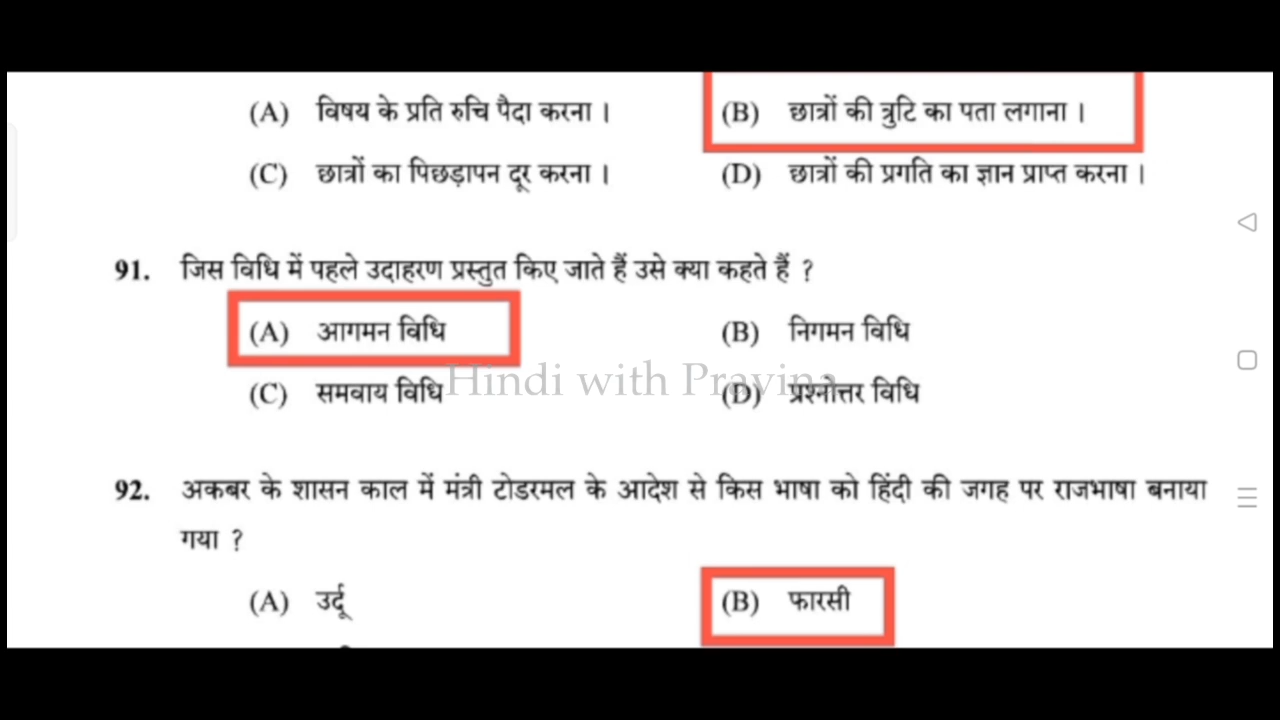 (A) विषय के प्रति रुचि पैदा करना । (B) छात्रों की त्रुटि का पता लगाना ।
(C) छात्रों का पिछड़ापन दूर करना । (D) छात्रों की प्रगति का ज्ञान प्राप्त करना ।
91. जिस विधि में पहले उदाहरण प्रस्तुत किए जाते हैं उसे क्या कहते हैं ?
(A) आगमन विधि (B) निगमन विधि
Hindi with Pravina
(C) समवाय विधि (D) प्रश्नोत्तर विधि
92. अकबर के शासन काल में मंत्री टोडरमल के आदेश से किस भाषा को हिंदी की जगह पर राजभाषा बनाया
गया ?
(A) उर्दू (B) फारसी